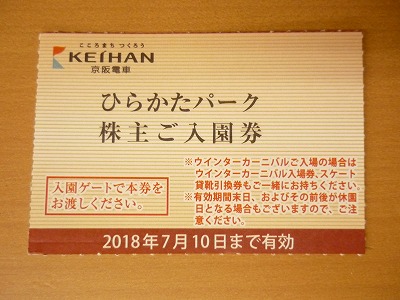 こころまち つくろう
KEIHAN
京阪電車
ひらかたパーク
株主ご入園券
入園ゲートで本券を
お渡しください。
※ウインターカーニバルご入場の場合は
ウインターカーニバル入場券、スケート
貸靴引換券もご一緒にお持ちください。
※有効期間末日、およびその前後が休園
日となる場合もございますので、ご注
意ください。
2018年7月10日まで有効